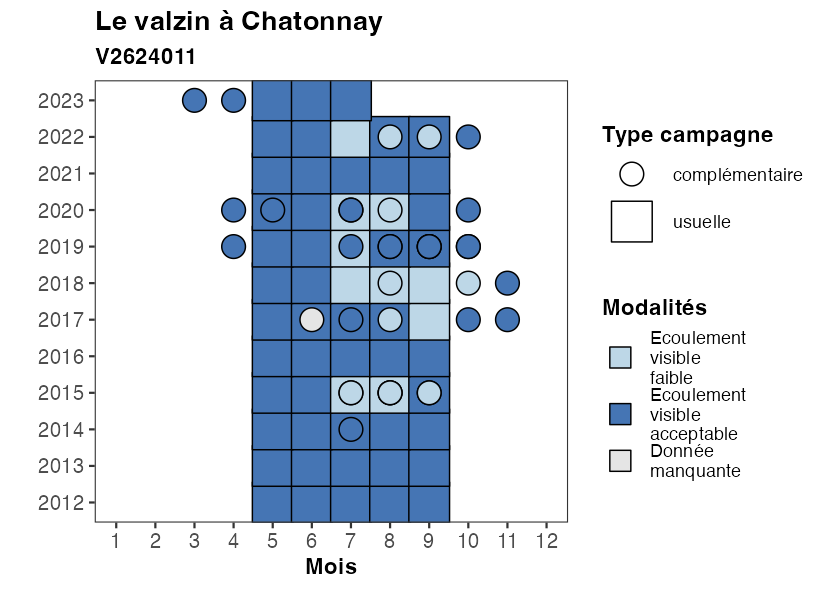 Le valzin à Chatonnay
V2624011
2023
2022
2021
2020
2019
2018
2017
2016
2015
2014
2013
2012
1 2 3 4 5 6 7 8 9 10 11 12
Mois
Type campagne
complémentaire
usuelle
Modalités
Ecoulement
visible
faible
Ecoulement
visible
acceptable
Donnée
manquante